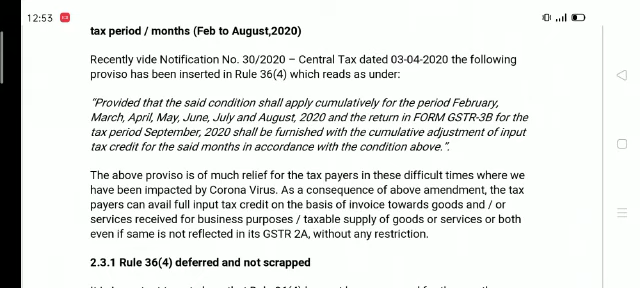 12:53
tax period / months (Feb to August,2020)
Recently vide Notification No. 30/2020 – Central Tax dated 03-04-2020 the following
proviso has been inserted in Rule 36(4) which reads as under:
“Provided that the said condition shall apply cumulatively for the period February,
March, April, May, June, July and August, 2020 and the return in FORM GSTR-3B for the
tax period September, 2020 shall be furnished with the cumulative adjustment of input
tax credit for the said months in accordance with the condition above.”.
The above proviso is of much relief for the tax payers in these difficult times where we
have been impacted by Corona Virus. As a consequence of above amendment, the tax
payers can avail full input tax credit on the basis of invoice towards goods and / or
services received for business purposes / taxable supply of goods or services or both
even if same is not reflected in its GSTR 2A, without any restriction.
2.3.1 Rule 36(4) deferred and not scrapped